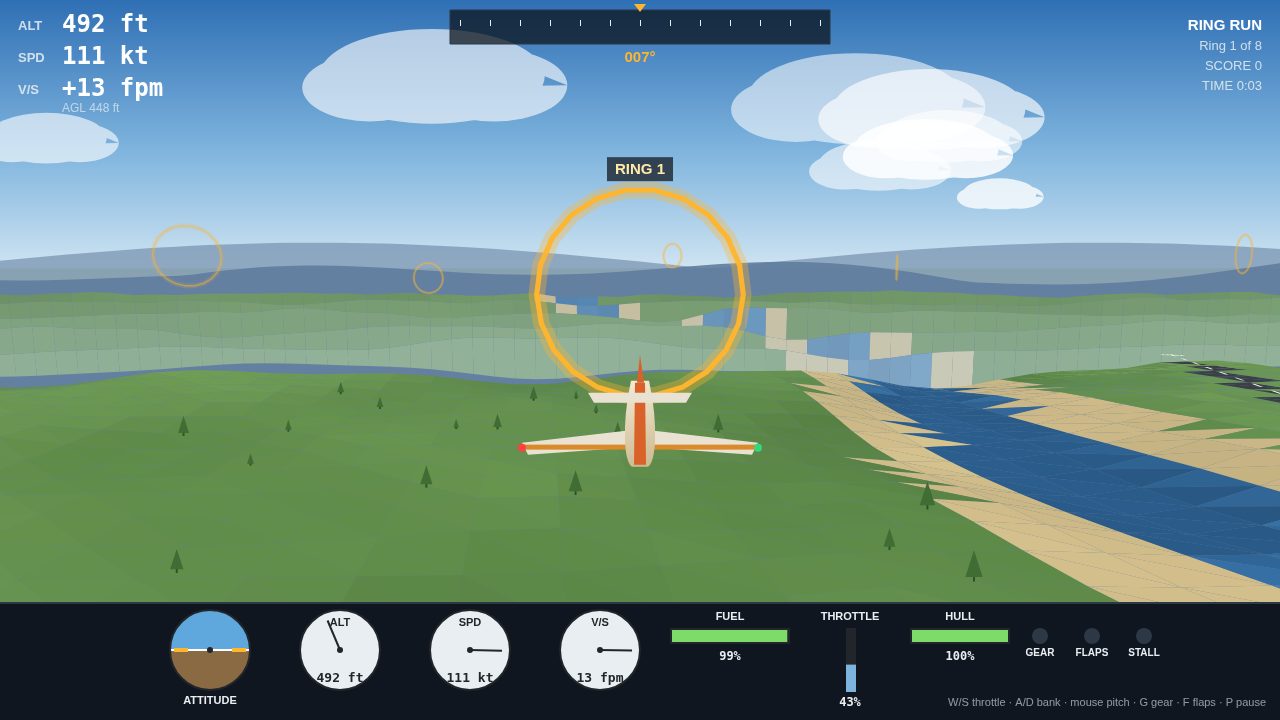 ALT 492 ft
SPD 111 kt
V/S +13 fpm
AGL 448 ft
007°
RING RUN
Ring 1 of 8
SCORE 0
TIME 0:03
RING 1
ALT
492 ft
ATTITUDE
SPD
111 kt
V/S
13 fpm
FUEL
99%
THROTTLE
43%
HULL
100%
GEAR FLAPS STALL
W/S throttle · A/D bank · mouse pitch · G gear · F flaps · P pause